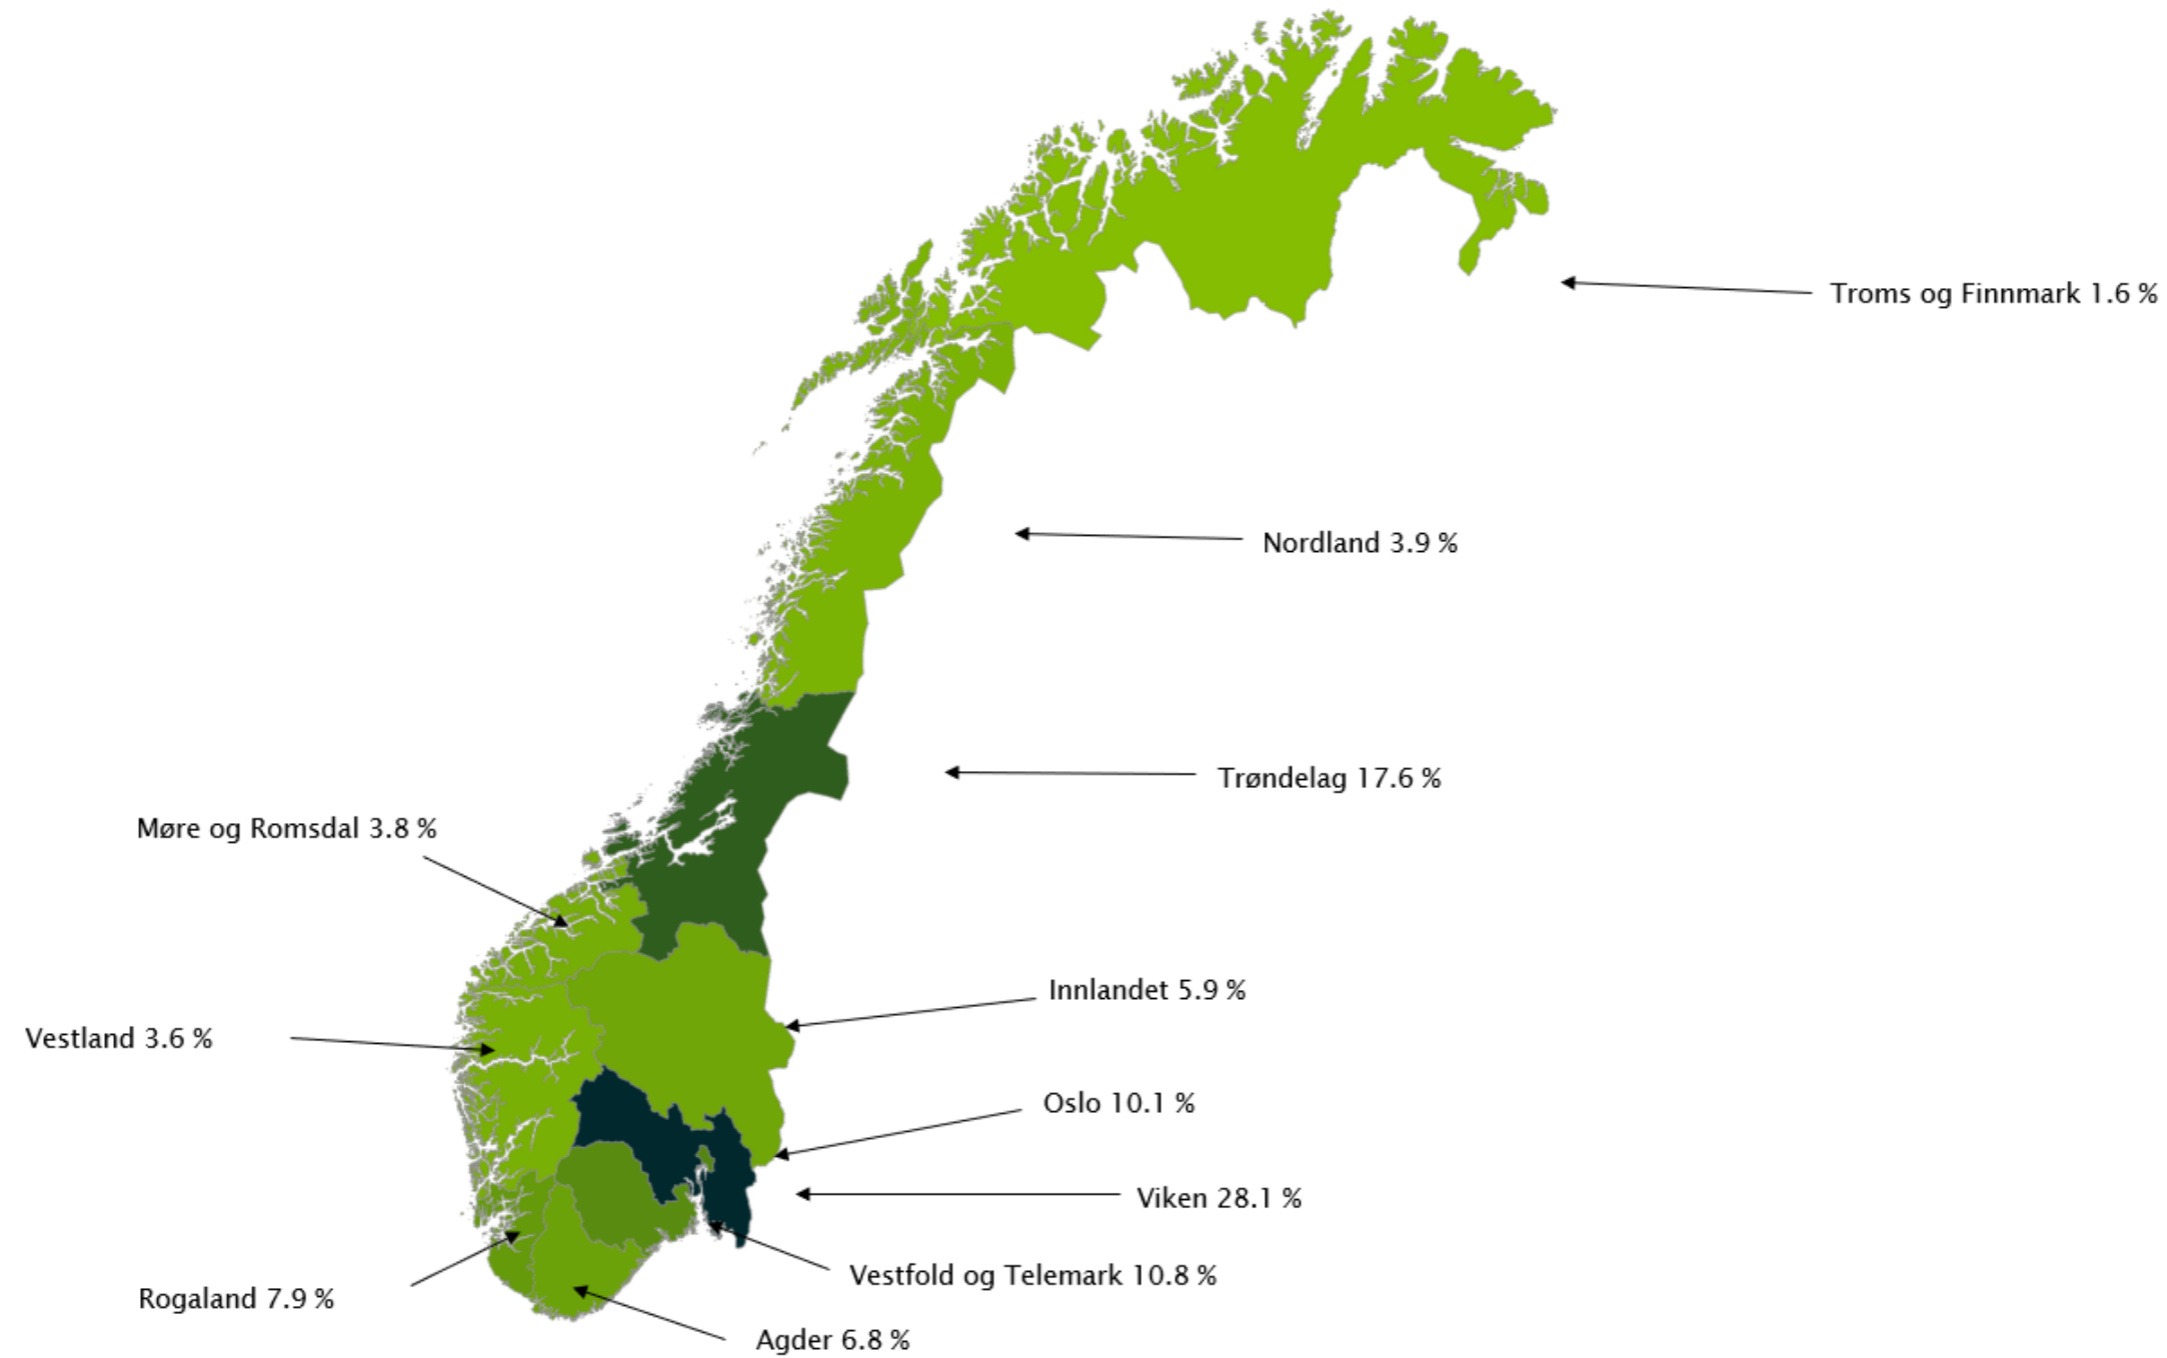 Troms og Finnmark 1.6 %
Nordland 3.9 %
Trøndelag 17.6 %
Møre og Romsdal 3.8 %
Innlandet 5.9 %
Vestland 3.6 %
Oslo 10.1 %
Viken 28.1 %
Vestfold og Telemark 10.8 %
Rogaland 7.9 %
Agder 6.8 %